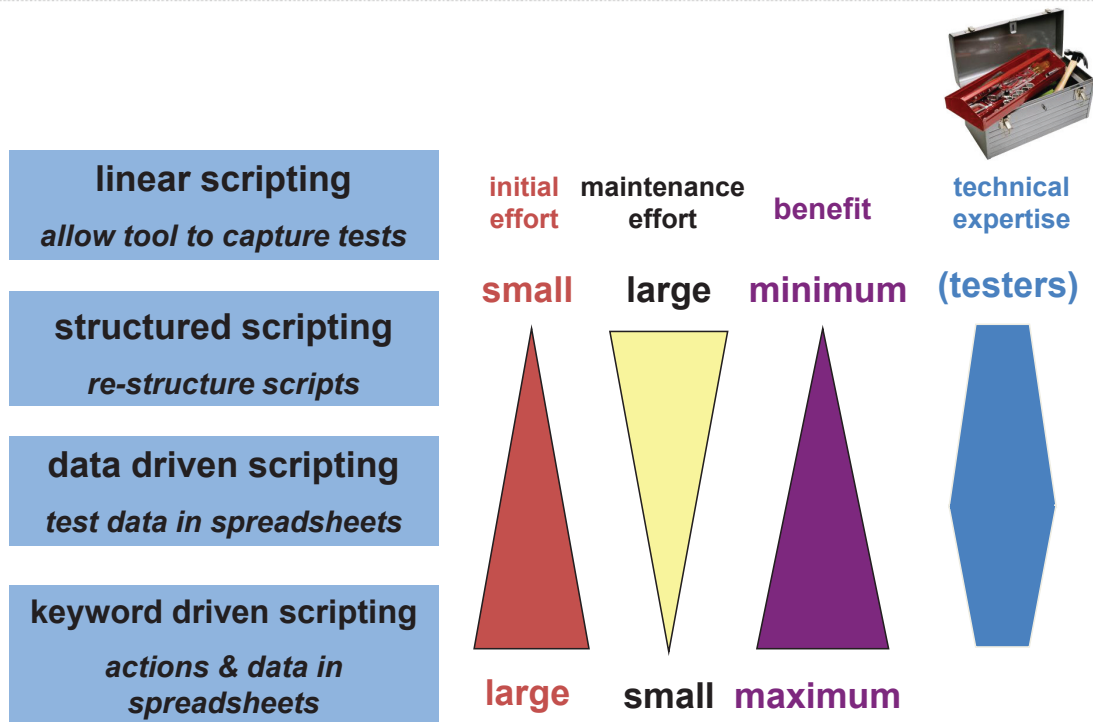 linear scripting
allow tool to capture tests
structured scripting
re-structure scripts
data driven scripting
test data in spreadsheets
keyword driven scripting
actions & data in
spreadsheets
initial
effort
small
large
maintenance
effort
large
small
benefit
minimum
maximum
technical
expertise
(testers)